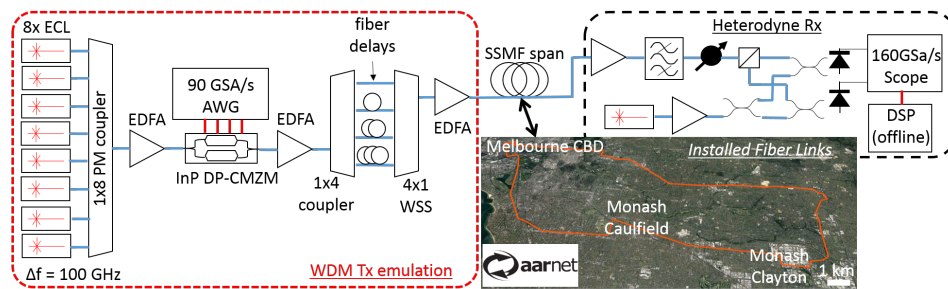 8x ECL
1x8 PM coupler
Δf = 100 GHz
EDFA
90 GSA/s
AWG
InP DP-CMZM
EDFA
fiber
delays
1x4
coupler
4x1
WSS
EDFA
WDM Tx emulation
SSMF span
Heterodyne Rx
160GSa/s
Scope
DSP
(offline)
Melbourne CBD
Installed Fiber Links
Monash
Caulfield
Monash
Clayton
1 km
aarnet